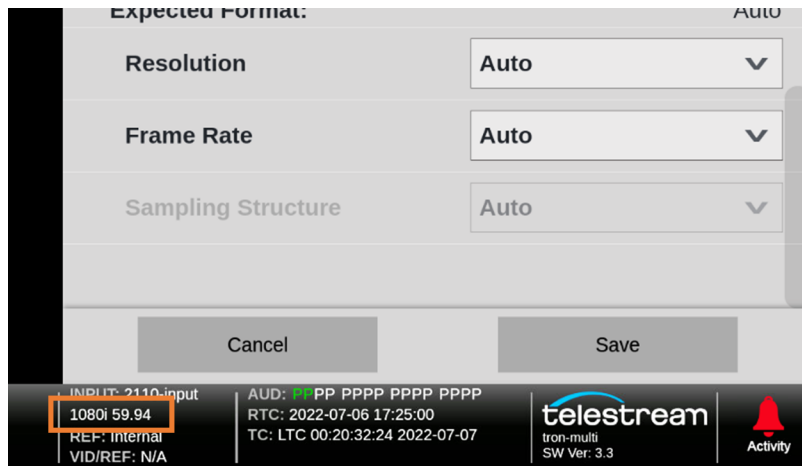 Expected Format: Auto
Resolution Auto
Frame Rate Auto
Sampling Structure Auto
Cancel Save
INPUT: 2110-input
1080i 59.94
REF: Internal
VID/REF: N/A
AUD: PPPP PPPP PPPP PPPP
RTC: 2022-07-06 17:25:00
TC: LTC 00:20:32:24 2022-07-07
telestream
tron-multi
SW Ver: 3.3
Activity